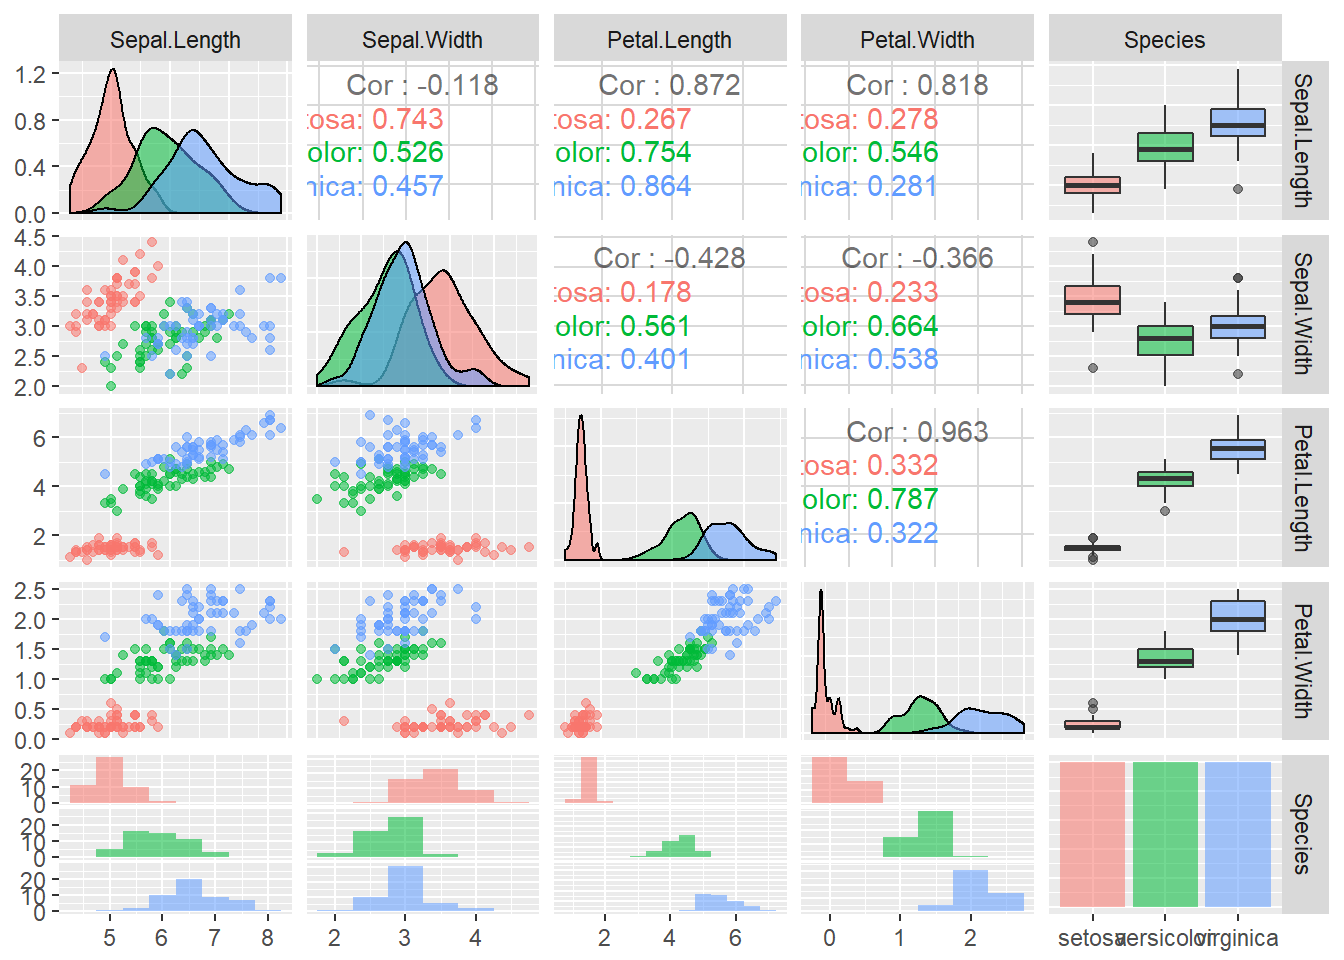 Sepal.Length Sepal.Width Petal.Length Petal.Width Species
1.2
0.8
0.4
0.0
Cor : -0.118
tosa: 0.743
olor: 0.526
nica: 0.457
Cor : 0.872
tosa: 0.267
olor: 0.754
nica: 0.864
Cor : 0.818
tosa: 0.278
olor: 0.546
nica: 0.281
Sepal.Length
4.5
4.0
3.5
3.0
2.5
2.0
Cor : -0.428
tosa: 0.178
olor: 0.561
nica: 0.401
Cor : -0.366
tosa: 0.233
olor: 0.664
nica: 0.538
Sepal.Width
6
4
2
Cor : 0.963
tosa: 0.332
olor: 0.787
nica: 0.322
Petal.Length
2.5
2.0
1.5
1.0
0.5
0.0
Petal.Width
20
10
0
20
10
0
20
10
0
Species
5 6 7 8 2 3 4 2 4 6 0 1 2 setosa versicolor virginica